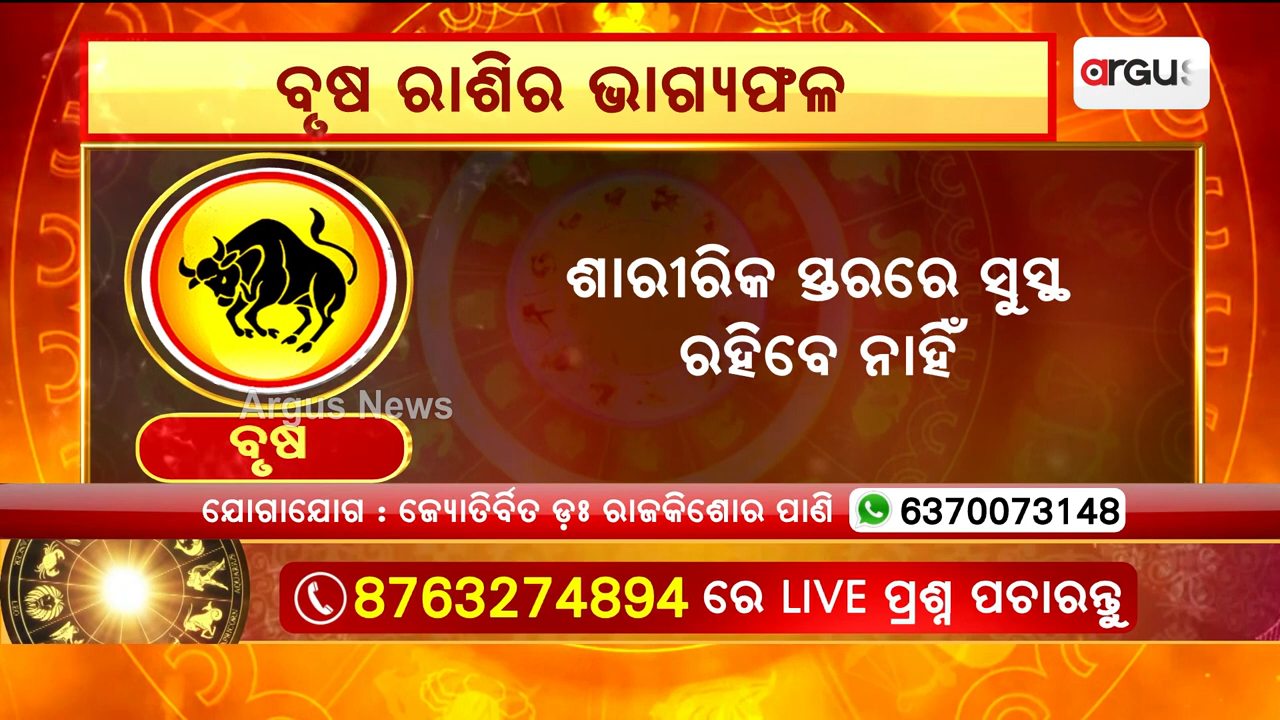 ବୃଷ ରାଶିର ଭାଗ୍ୟଫଳ
argus
ଶାରୀରିକ ସ୍ତରରେ ସୁସ୍ଥ
ରହିବେ ନାହିଁ
Argus News
ବୃଷ
ଯୋଗାଯୋଗ : ଜ୍ୟୋତିର୍ବିତ ଡ଼ଃ ରାଜକିଶୋର ପାଣି 6370073148
8763274894 ରେ LIVE ପ୍ରଶ୍ନ ପଚାରନ୍ତୁ